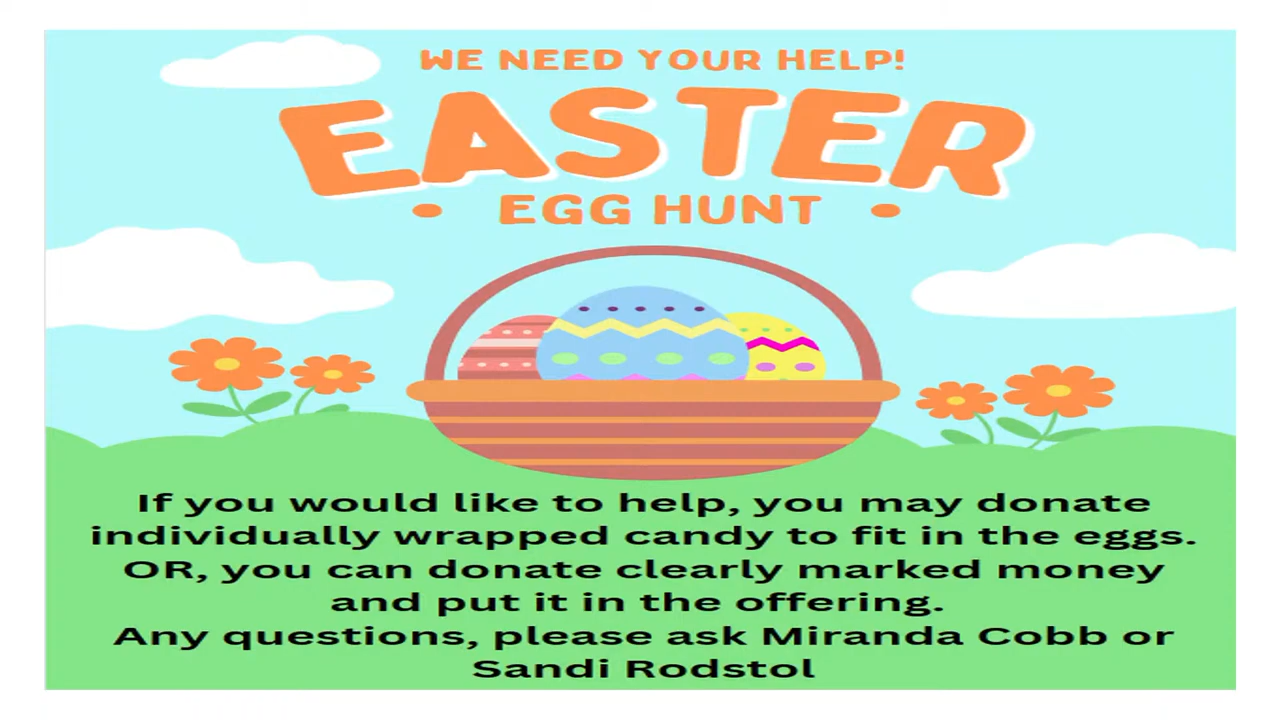 WE NEED YOUR HELP!
EASTER
• EGG HUNT •
If you would like to help, you may donate
individually wrapped candy to fit in the eggs.
OR, you can donate clearly marked money
and put it in the offering.
Any questions, please ask Miranda Cobb or
Sandi Rodstol